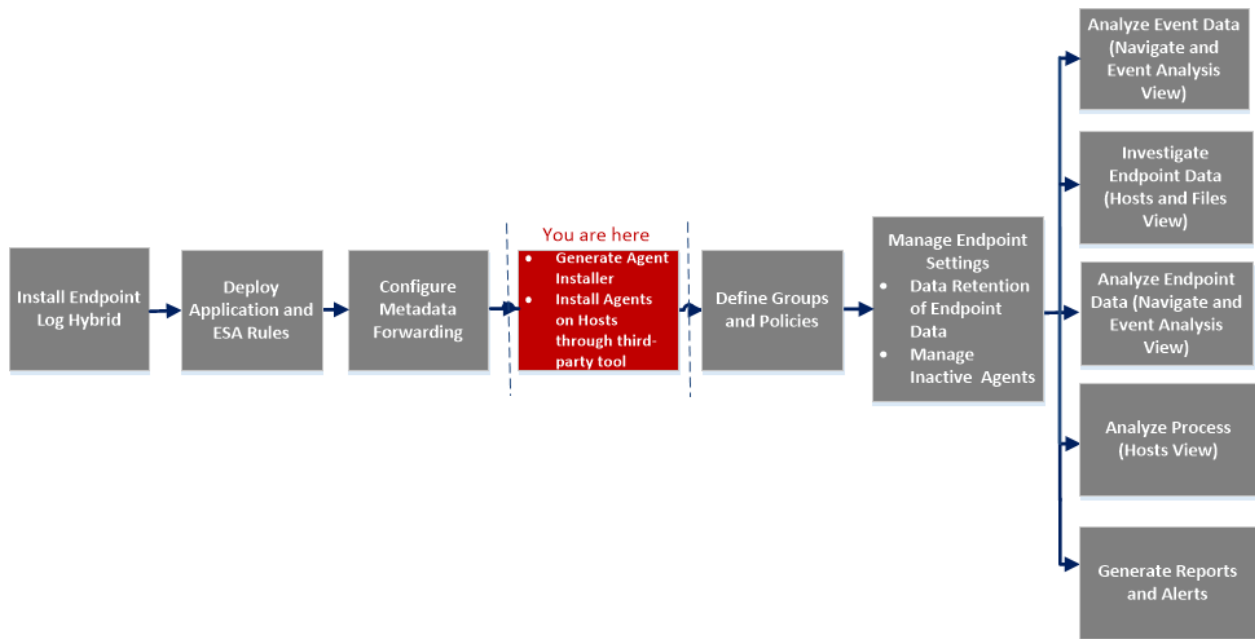 Install Endpoint
Log Hybrid
Deploy
Application and
ESA Rules
Configure
Metadata
Forwarding
You are here
• Generate Agent
Installer
• Install Agents
on Hosts
through third-
party tool
Define Groups
and Policies
Manage Endpoint
Settings
• Data Retention
of Endpoint
Data
• Manage
Inactive Agents
Analyze Event Data
(Navigate and
Event Analysis
View)
Investigate
Endpoint Data
(Hosts and Files
View)
Analyze Endpoint
Data (Navigate and
Event Analysis
View)
Analyze Process
(Hosts View)
Generate Reports
and Alerts